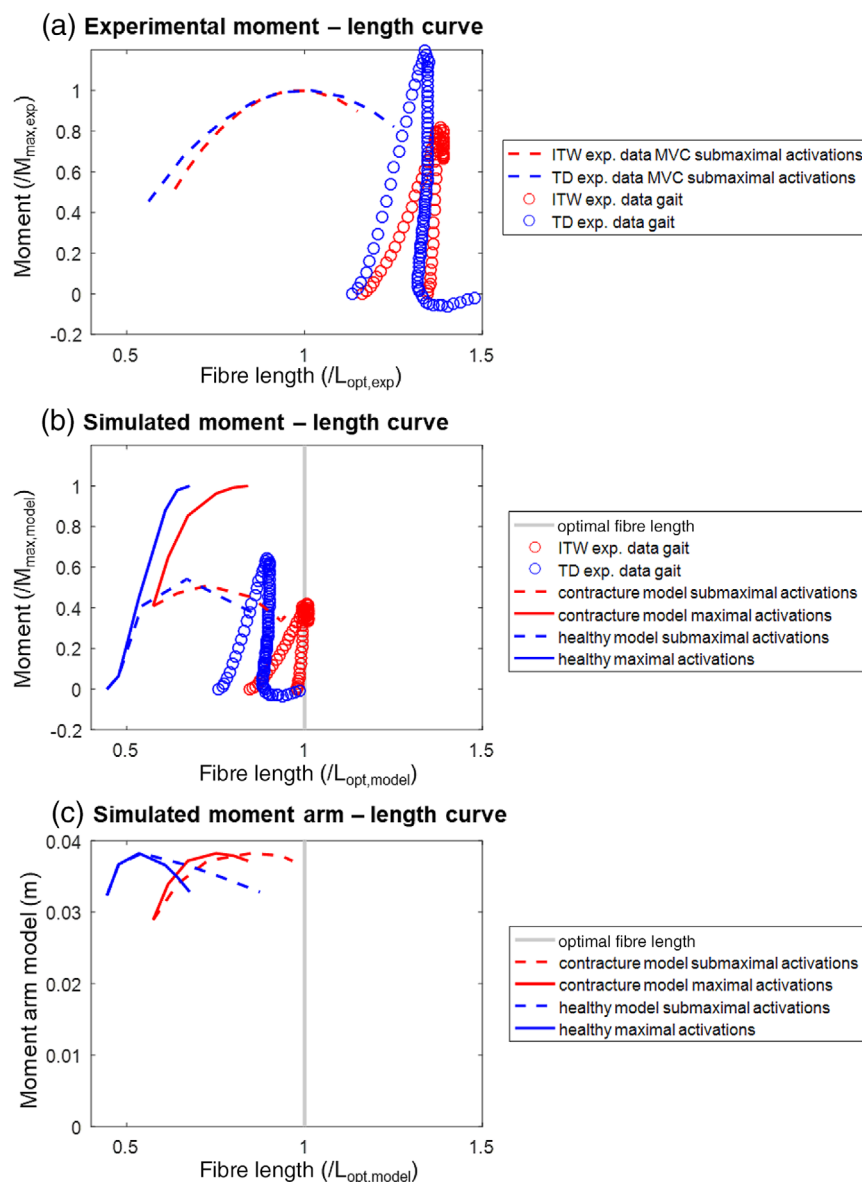 (a) Experimental moment – length curve
Moment (/Mmax,exp)
1
0.8
0.6
0.4
0.2
0
-0.2
0.5
1
1.5
Fibre length (/Lopt,exp)
ITW exp. data MVC submaximal activations
TD exp. data MVC submaximal activations
ITW exp. data gait
TD exp. data gait
(b) Simulated moment – length curve
Moment (/Mmax,model)
1
0.8
0.6
0.4
0.2
0
-0.2
0.5
1
1.5
Fibre length (/Lopt,model)
optimal fibre length
ITW exp. data gait
TD exp. data gait
contracture model submaximal activations
contracture model maximal activations
healthy model submaximal activations
healthy maximal activations
(c) Simulated moment arm – length curve
Moment arm model (m)
0.04
0.03
0.02
0.01
0
0.5
1
1.5
Fibre length (/Lopt,model)
optimal fibre length
contracture model submaximal activations
contracture model maximal activations
healthy model submaximal activations
healthy maximal activations